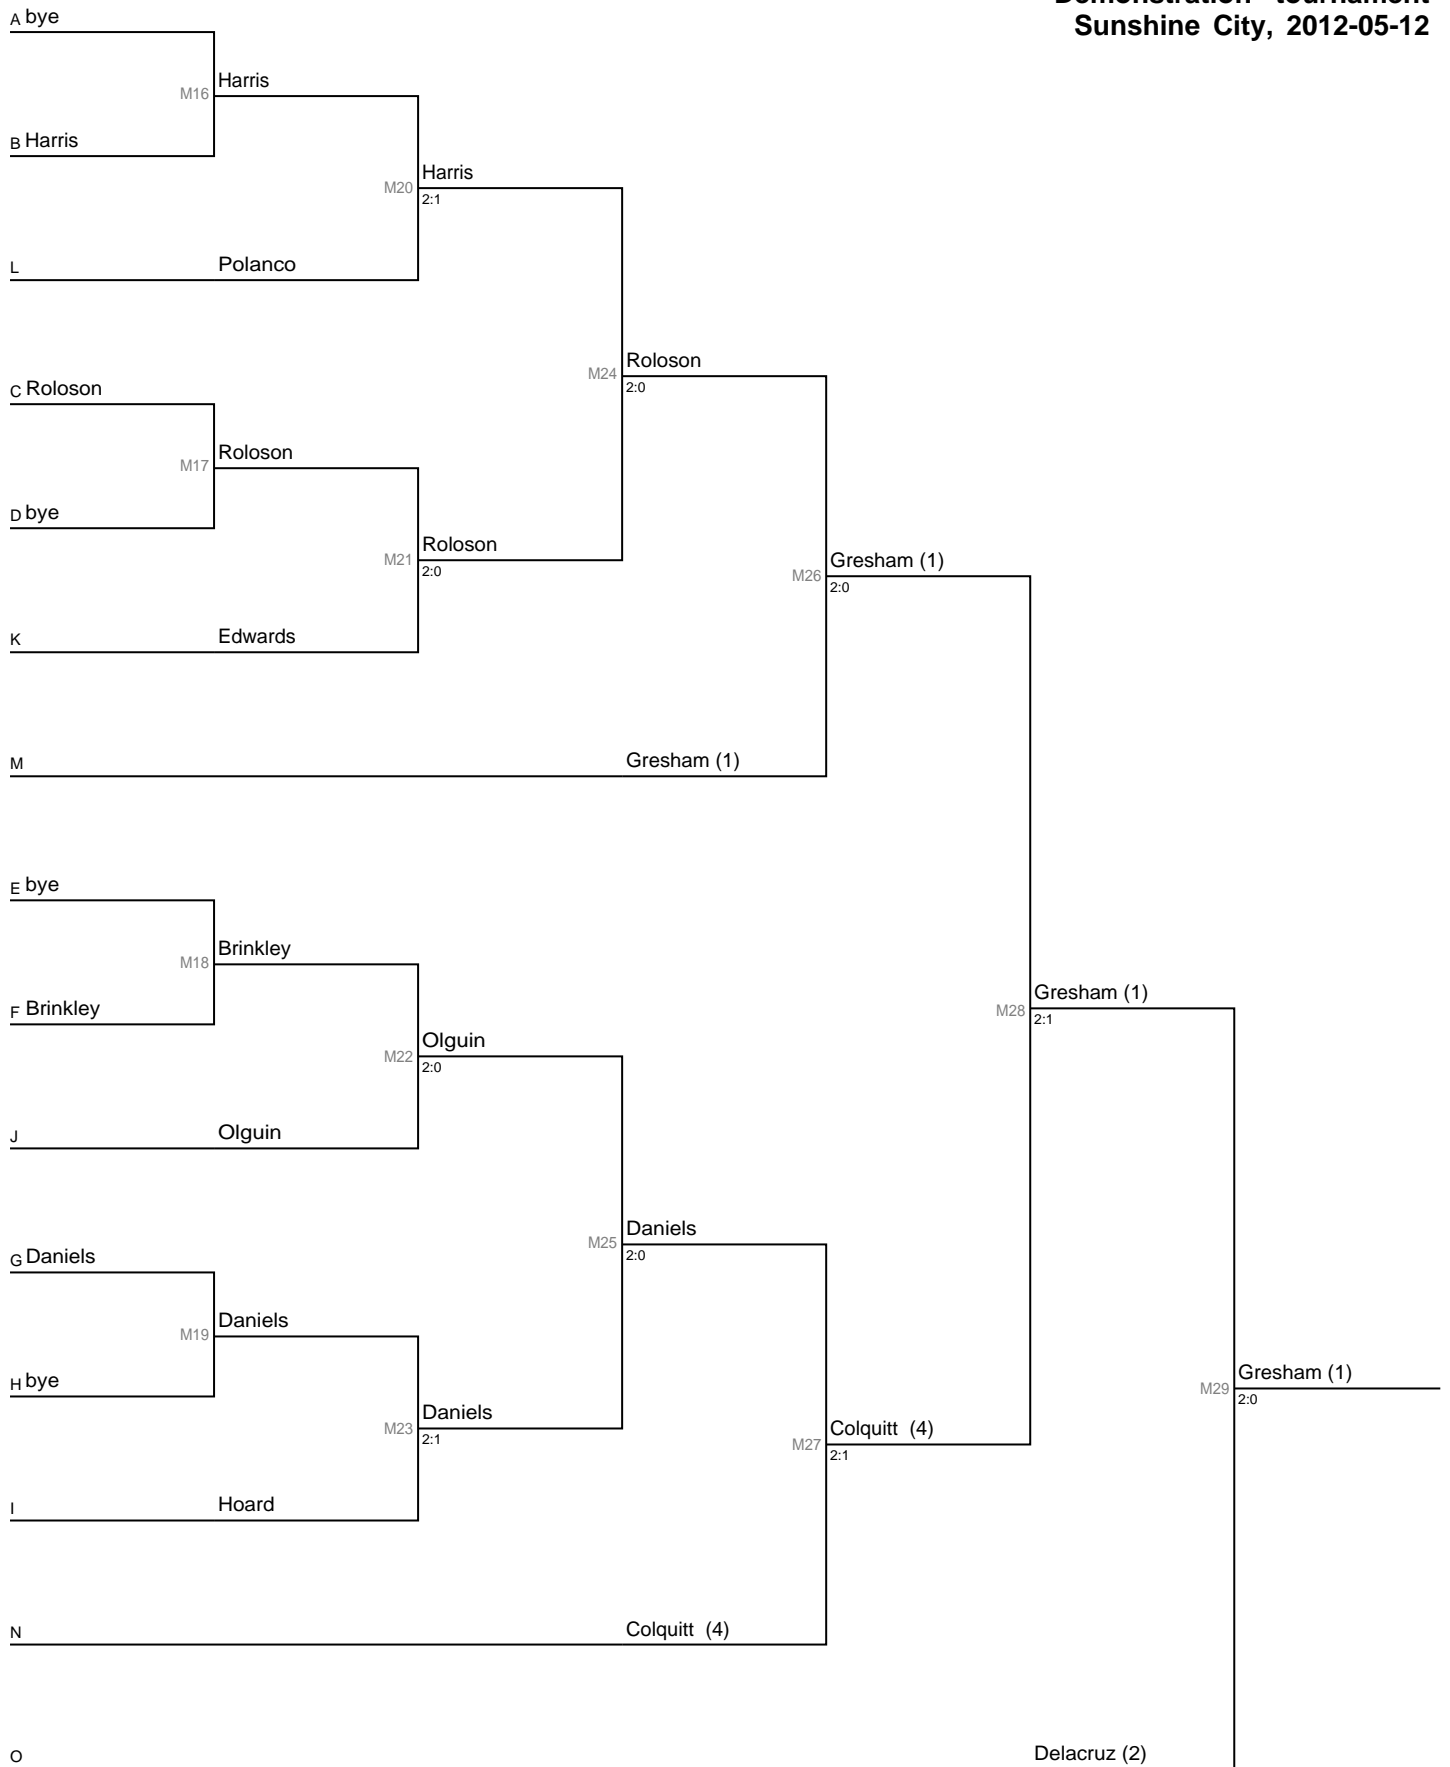 Demonstration tournament
Sunshine City, 2012-05-12
A bye
M16 Harris
B Harris
M20 Harris
2:1
L Polanco
M24 Roloson
2:0
C Roloson
M17 Roloson
D bye
M21 Roloson
2:0
M26 Gresham (1)
2:0
K Edwards
M Gresham (1)
E bye
M18 Brinkley
F Brinkley
M28 Gresham (1)
2:1
M22 Olguin
2:0
J Olguin
M25 Daniels
2:0
G Daniels
M19 Daniels
H bye
M29 Gresham (1)
2:0
M23 Daniels
2:1
M27 Colquitt (4)
2:1
I Hoard
N Colquitt (4)
O Delacruz (2)